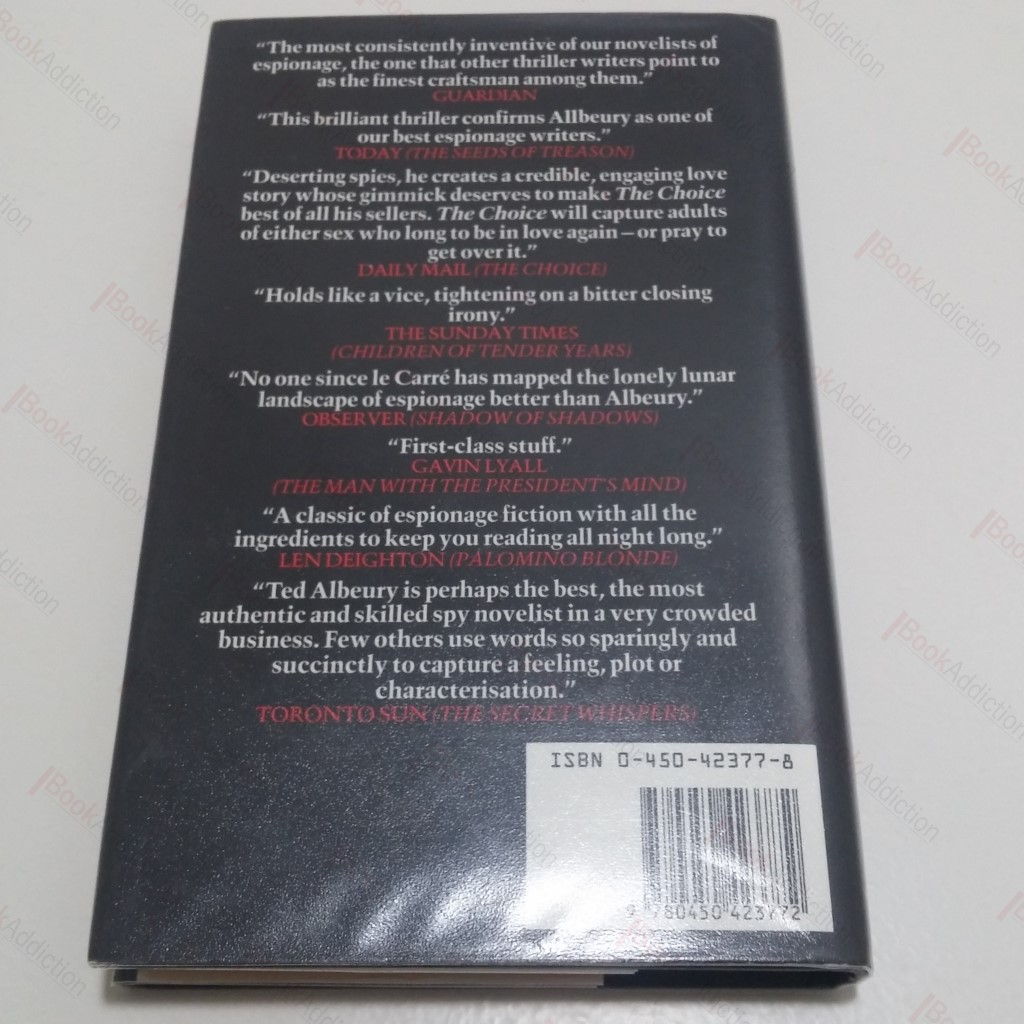 “The most consistently inventive of our novelists of
espionage, the one that other thriller writers point to
as the finest craftsman among them.”
GUARDIAN
“This brilliant thriller confirms Allbeury as one of
our best espionage writers.”
TODAY (THE SEEDS OF TREASON)
“Deserting spies, he creates a credible, engaging love
story whose gimmick deserves to make The Choice
best of all his sellers. The Choice will capture adults
of either sex who long to be in love again – or pray to
get over it.”
DAILY MAIL (THE CHOICE)
“Holds like a vice, tightening on a bitter closing
irony.”
THE SUNDAY TIMES
(CHILDREN OF TENDER YEARS)
“No one since le Carré has mapped the lonely lunar
landscape of espionage better than Albeury.”
OBSERVER (SHADOW OF SHADOWS)
“First-class stuff.”
GAVIN LYALL
(THE MAN WITH THE PRESIDENT'S MIND)
“A classic of espionage fiction with all the
ingredients to keep you reading all night long.”
LEN DEIGHTON (PALOMINO BLONDE)
“Ted Albeury is perhaps the best, the most
authentic and skilled spy novelist in a very crowded
business. Few others use words so sparingly and
succinctly to capture a feeling, plot or
characterisation.”
TORONTO SUN (THE SECRET WHISPERS)
ISBN 0-450-42377-8
9 780450 423772
BookAddiction